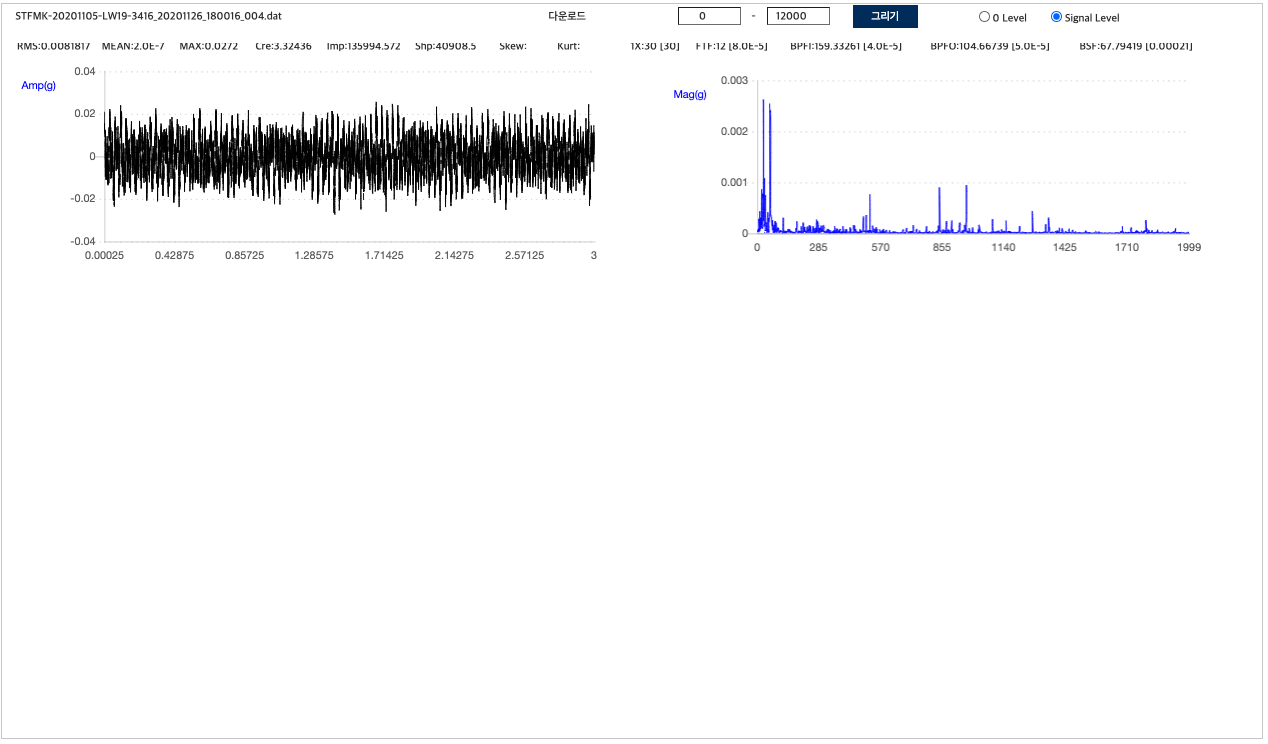 STFMK-20201105-LW19-3416_20201126_180016_004.dat 다운로드 0 - 12000 그리기 0 Level Signal Level
RMS:0.0081817 MEAN:2.0E-7 MAX:0.0272 Cre:3.32436 Imp:135994.572 Shp:40908.5 Skew: Kurt: 1X:30 [30] FTF:12 [8.0E-5] BPFI:159.33261 [4.0E-5] BPFO:104.66739 [5.0E-5] BSF:67.79419 [0.00021]
Amp(g)
0.04
0.02
0
-0.02
-0.04
0.00025 0.42875 0.85725 1.28575 1.71425 2.14275 2.57125 3
Mag(g)
0.003
0.002
0.001
0
0 285 570 855 1140 1425 1710 1999